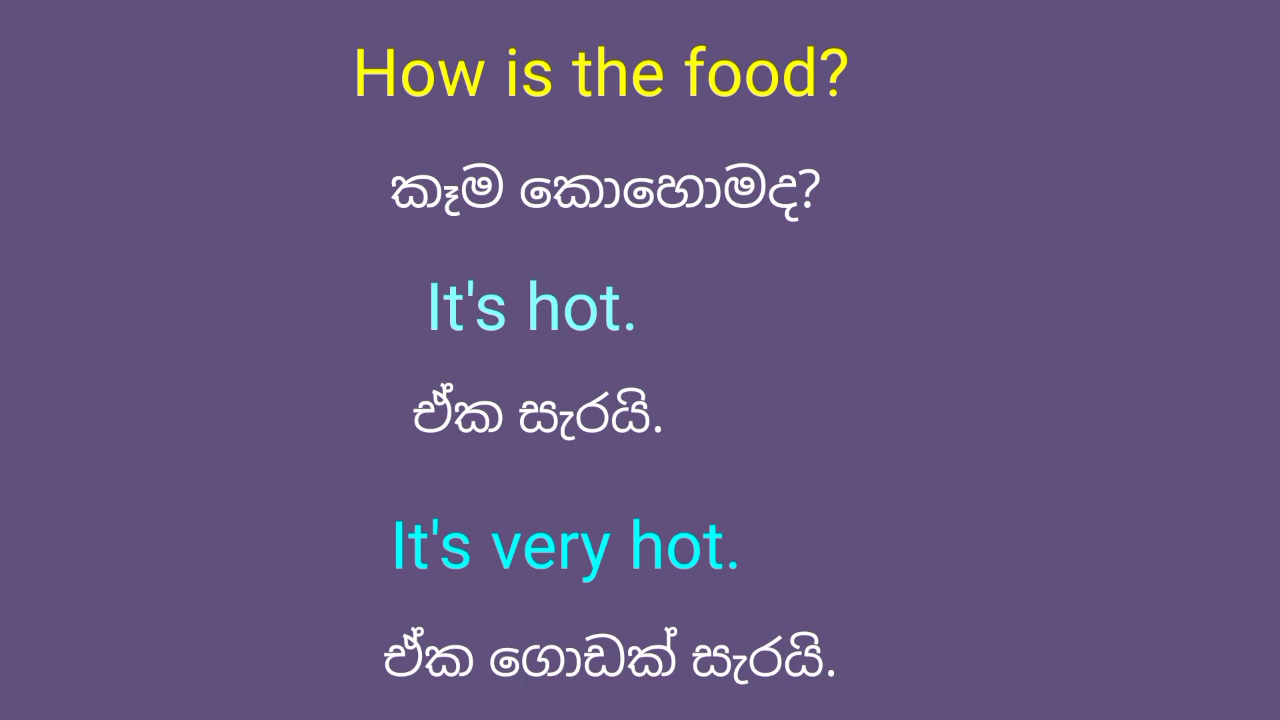 How is the food?
කෑම කොහොමද?
It's hot.
ඒක සැරයි.
It's very hot.
ඒක ගොඩක් සැරයි.